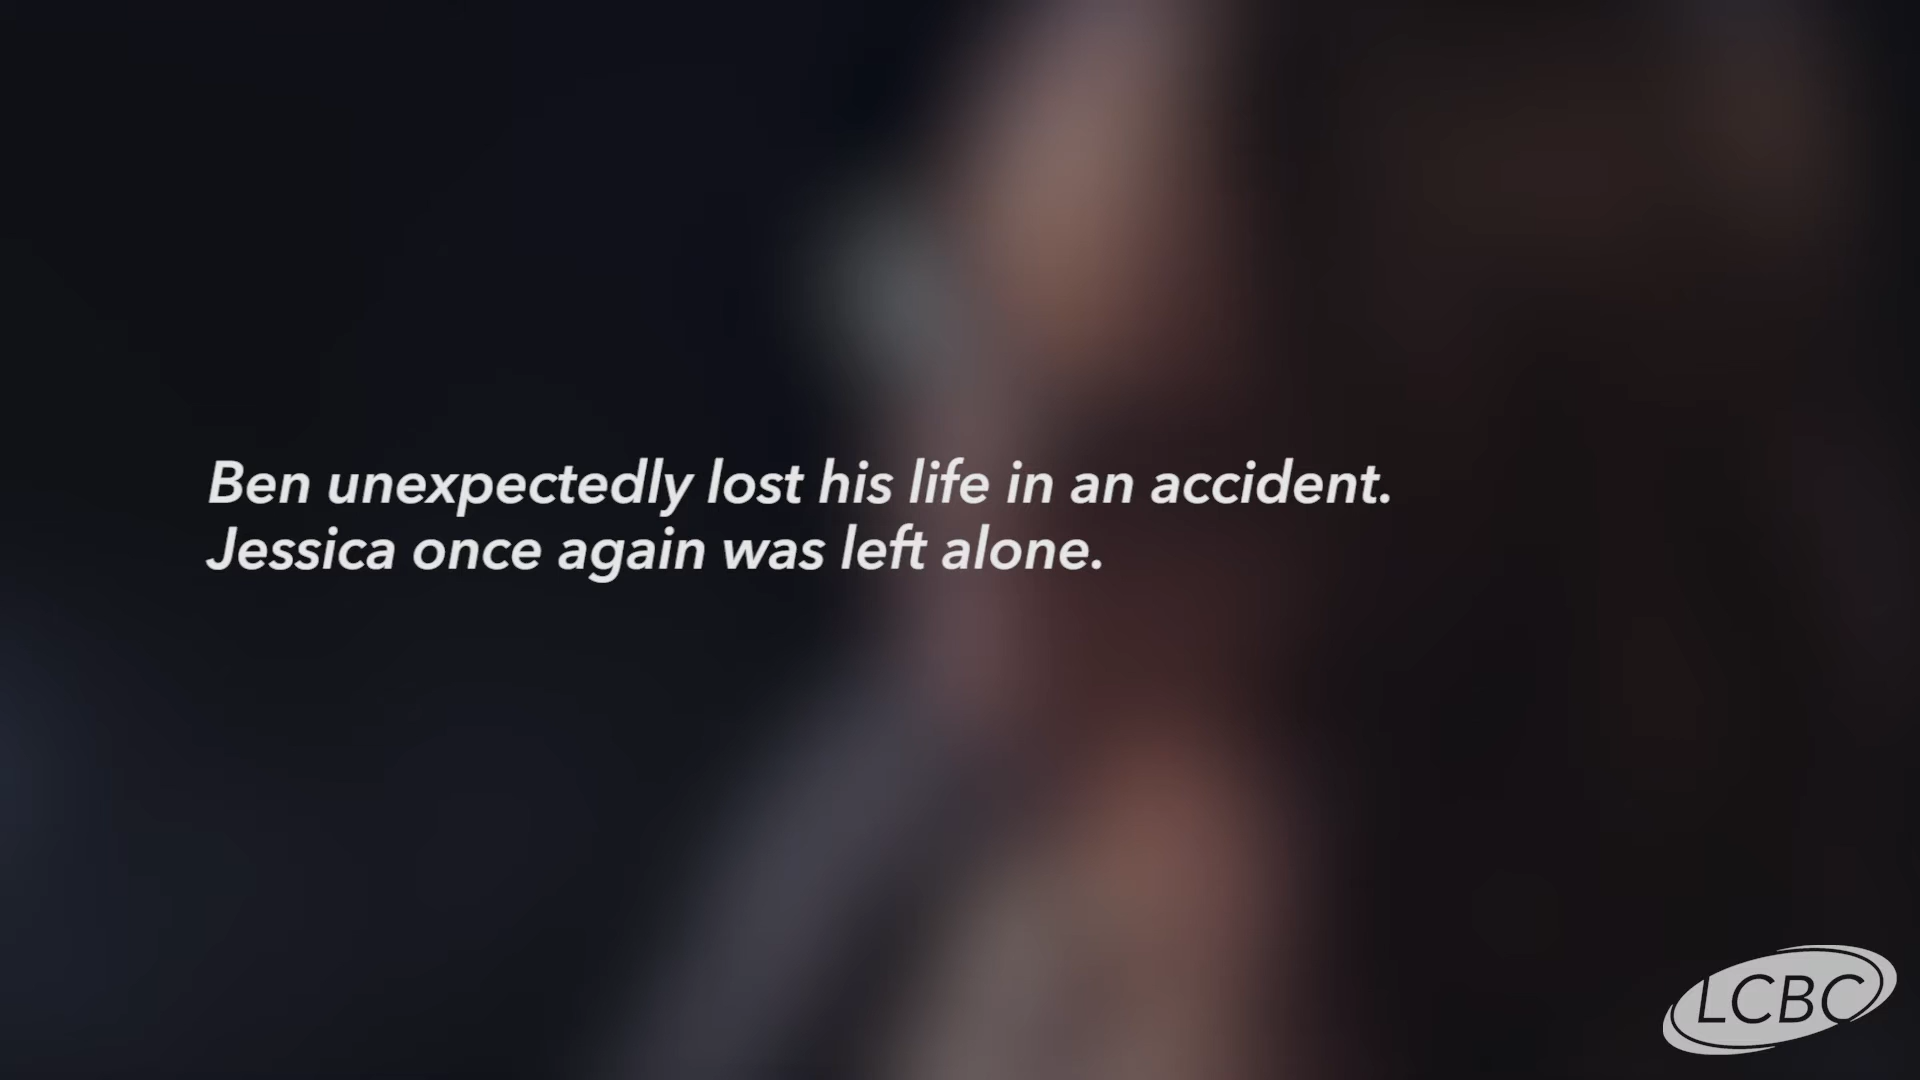 Ben unexpectedly lost his life in an accident.
Jessica once again was left alone.
LCBC